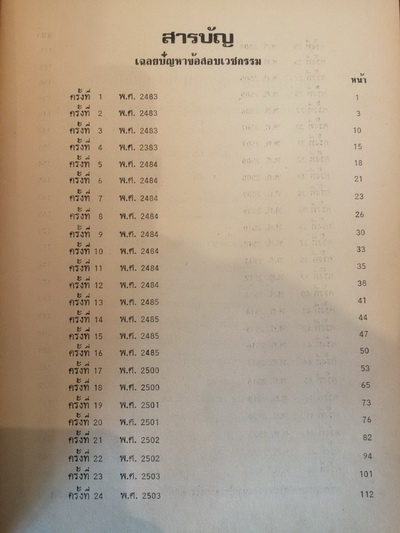 สารบัญ
เฉลยปัญหาข้อสอบเวชกรรม
หน้า
ครั้งที่ 1 พ.ศ. 2483 1
ครั้งที่ 2 พ.ศ. 2483 3
ครั้งที่ 3 พ.ศ. 2483 10
ครั้งที่ 4 พ.ศ. 2383 15
ครั้งที่ 5 พ.ศ. 2484 18
ครั้งที่ 6 พ.ศ. 2484 21
ครั้งที่ 7 พ.ศ. 2484 23
ครั้งที่ 8 พ.ศ. 2484 26
ครั้งที่ 9 พ.ศ. 2484 30
ครั้งที่ 10 พ.ศ. 2484 33
ครั้งที่ 11 พ.ศ. 2484 35
ครั้งที่ 12 พ.ศ. 2484 38
ครั้งที่ 13 พ.ศ. 2485 41
ครั้งที่ 14 พ.ศ. 2485 44
ครั้งที่ 15 พ.ศ. 2485 47
ครั้งที่ 16 พ.ศ. 2485 50
ครั้งที่ 17 พ.ศ. 2500 53
ครั้งที่ 18 พ.ศ. 2500 65
ครั้งที่ 19 พ.ศ. 2501 73
ครั้งที่ 20 พ.ศ. 2501 76
ครั้งที่ 21 พ.ศ. 2502 82
ครั้งที่ 22 พ.ศ. 2502 94
ครั้งที่ 23 พ.ศ. 2503 101
ครั้งที่ 24 พ.ศ. 2503 112